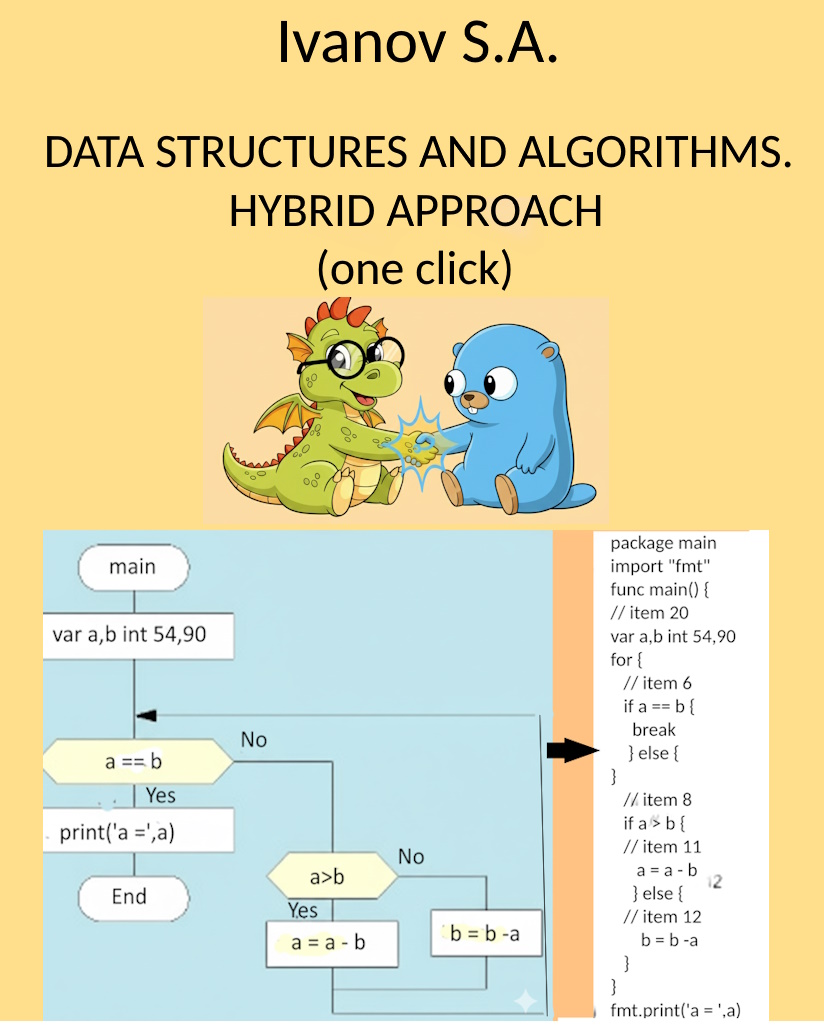 Ivanov S.A.
DATA STRUCTURES AND ALGORITHMS.
HYBRID APPROACH
(one click)
main
var a,b int 54,90
No
a == b
Yes
print('a =',a)
End
No
a>b
Yes
a = a - b
b = b -a
package main
import "fmt"
func main() {
// item 20
var a,b int 54,90
for {
// item 6
if a == b {
break
} else {
}
// item 8
if a > b {
// item 11
a = a - b
} else {
// item 12
b = b -a
}
}
fmt.print('a = ',a)